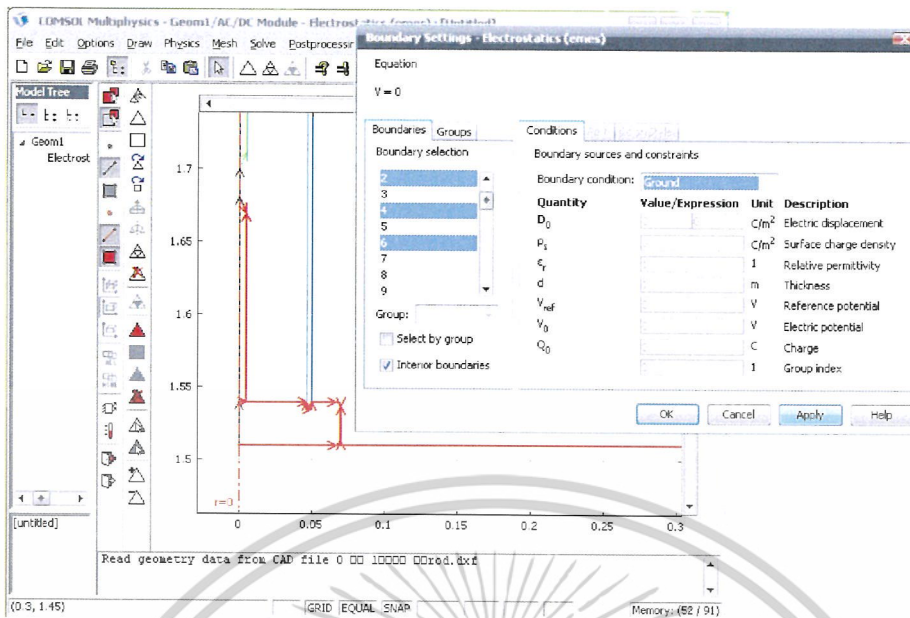 COMSOL Multiphysics - Geom1/AC/DC Module - Electrostatics (emes) : [Untitled]
File Edit Options Draw Physics Mesh Solve Postprocessin
Model Tree
Geom1
Electrost
[untitled]
1.7
1.65
1.6
1.55
1.5
r=0
0 0.05 0.1 0.15 0.2 0.25 0.3
Boundary Settings - Electrostatics (emes)
Equation
V = 0
Boundaries Groups
Boundary selection
2
3
4
5
6
7
8
9
Group:
Select by group
Interior boundaries
Conditions
Boundary sources and constraints
Boundary condition: Ground
Quantity Value/Expression Unit Description
D₀ C/m² Electric displacement
ρₛ C/m² Surface charge density
εᵣ 1 Relative permittivity
d m Thickness
V_ref V Reference potential
V₀ V Electric potential
Q₀ C Charge
1 Group index
OK Cancel Apply Help
Read geometry data from CAD file 0 □□ 1□□□□ □□rod.dxf
(0.3, 1.45) GRID EQUAL SNAP Memory: (52 / 91)